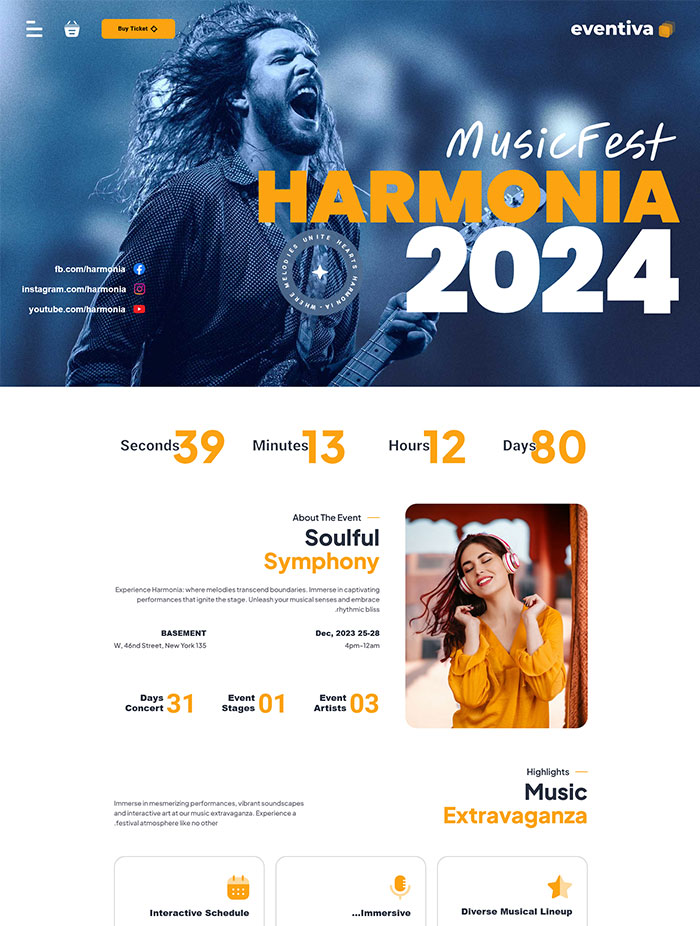 Buy Ticket
eventiva
MusicFest
HARMONIA
2024
WHERE MELODIES UNITE HEARTS HARMONIA -
fb.com/harmonia
instagram.com/harmonia
youtube.com/harmonia
Seconds 39
Minutes 13
Hours 12
Days 80
About The Event
Soulful
Symphony
Experience Harmonia: where melodies transcend boundaries. Immerse in captivating
performances that ignite the stage. Unleash your musical senses and embrace
.rhythmic bliss
BASEMENT
W, 46nd Street, New York 135
Dec, 2023 25-28
4pm-12am
Days
Concert
31
Event
Stages
01
Event
Artists
03
Highlights
Music
Extravaganza
Immerse in mesmerizing performances, vibrant soundscapes
and interactive art at our music extravaganza. Experience a
.festival atmosphere like no other
Interactive Schedule
...Immersive
Diverse Musical Lineup